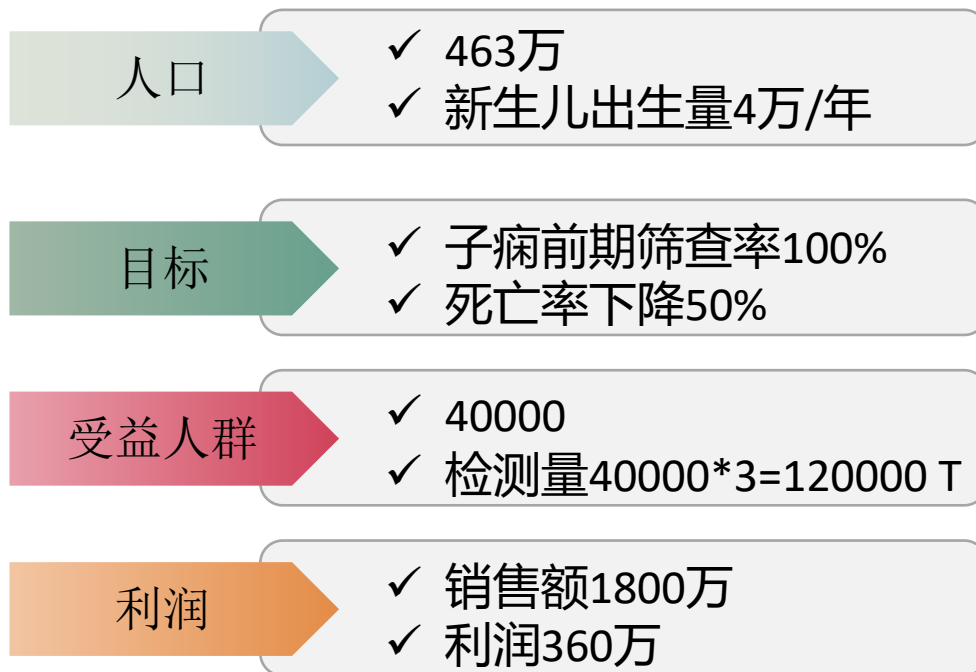 人口
✓ 463万
✓ 新生儿出生量4万/年
目标
✓ 子痫前期筛查率100%
✓ 死亡率下降50%
受益人群
✓ 40000
✓ 检测量40000*3=120000 T
利润
✓ 销售额1800万
✓ 利润360万